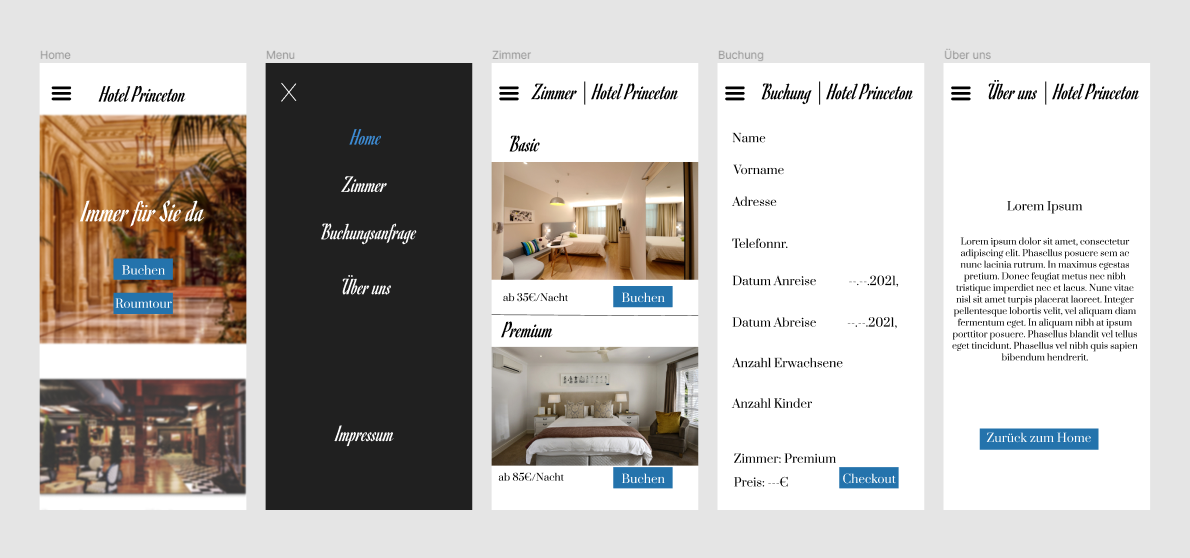 Home
Hotel Princeton
Immer für Sie da
Buchen
Roumtour
Menu
X
Home
Zimmer
Buchungsanfrage
Über uns
Impressum
Zimmer
Zimmer | Hotel Princeton
Basic
ab 35€/Nacht
Buchen
Premium
ab 85€/Nacht
Buchen
Buchung
Buchung | Hotel Princeton
Name
Vorname
Adresse
Telefonnr.
Datum Anreise --.--.2021,
Datum Abreise --.--.2021,
Anzahl Erwachsene
Anzahl Kinder
Zimmer: Premium
Preis: ---€
Checkout
Über uns
Über uns | Hotel Princeton
Lorem Ipsum
Lorem ipsum dolor sit amet, consectetur
adipiscing elit. Phasellus posuere sem ac
nunc lacinia rutrum. In maximus egestas
pretium. Donec feugiat metus nec nibh
tristique imperdiet nec et lacus. Nunc vitae
nisl sit amet turpis placerat laoreet. Integer
pellentesque lobortis velit, vel aliquam diam
fermentum eget. In aliquam nibh at ipsum
porttitor posuere. Phasellus blandit vel tellus
eget tincidunt. Phasellus vel nibh quis sapien
bibendum hendrerit.
Zurück zum Home